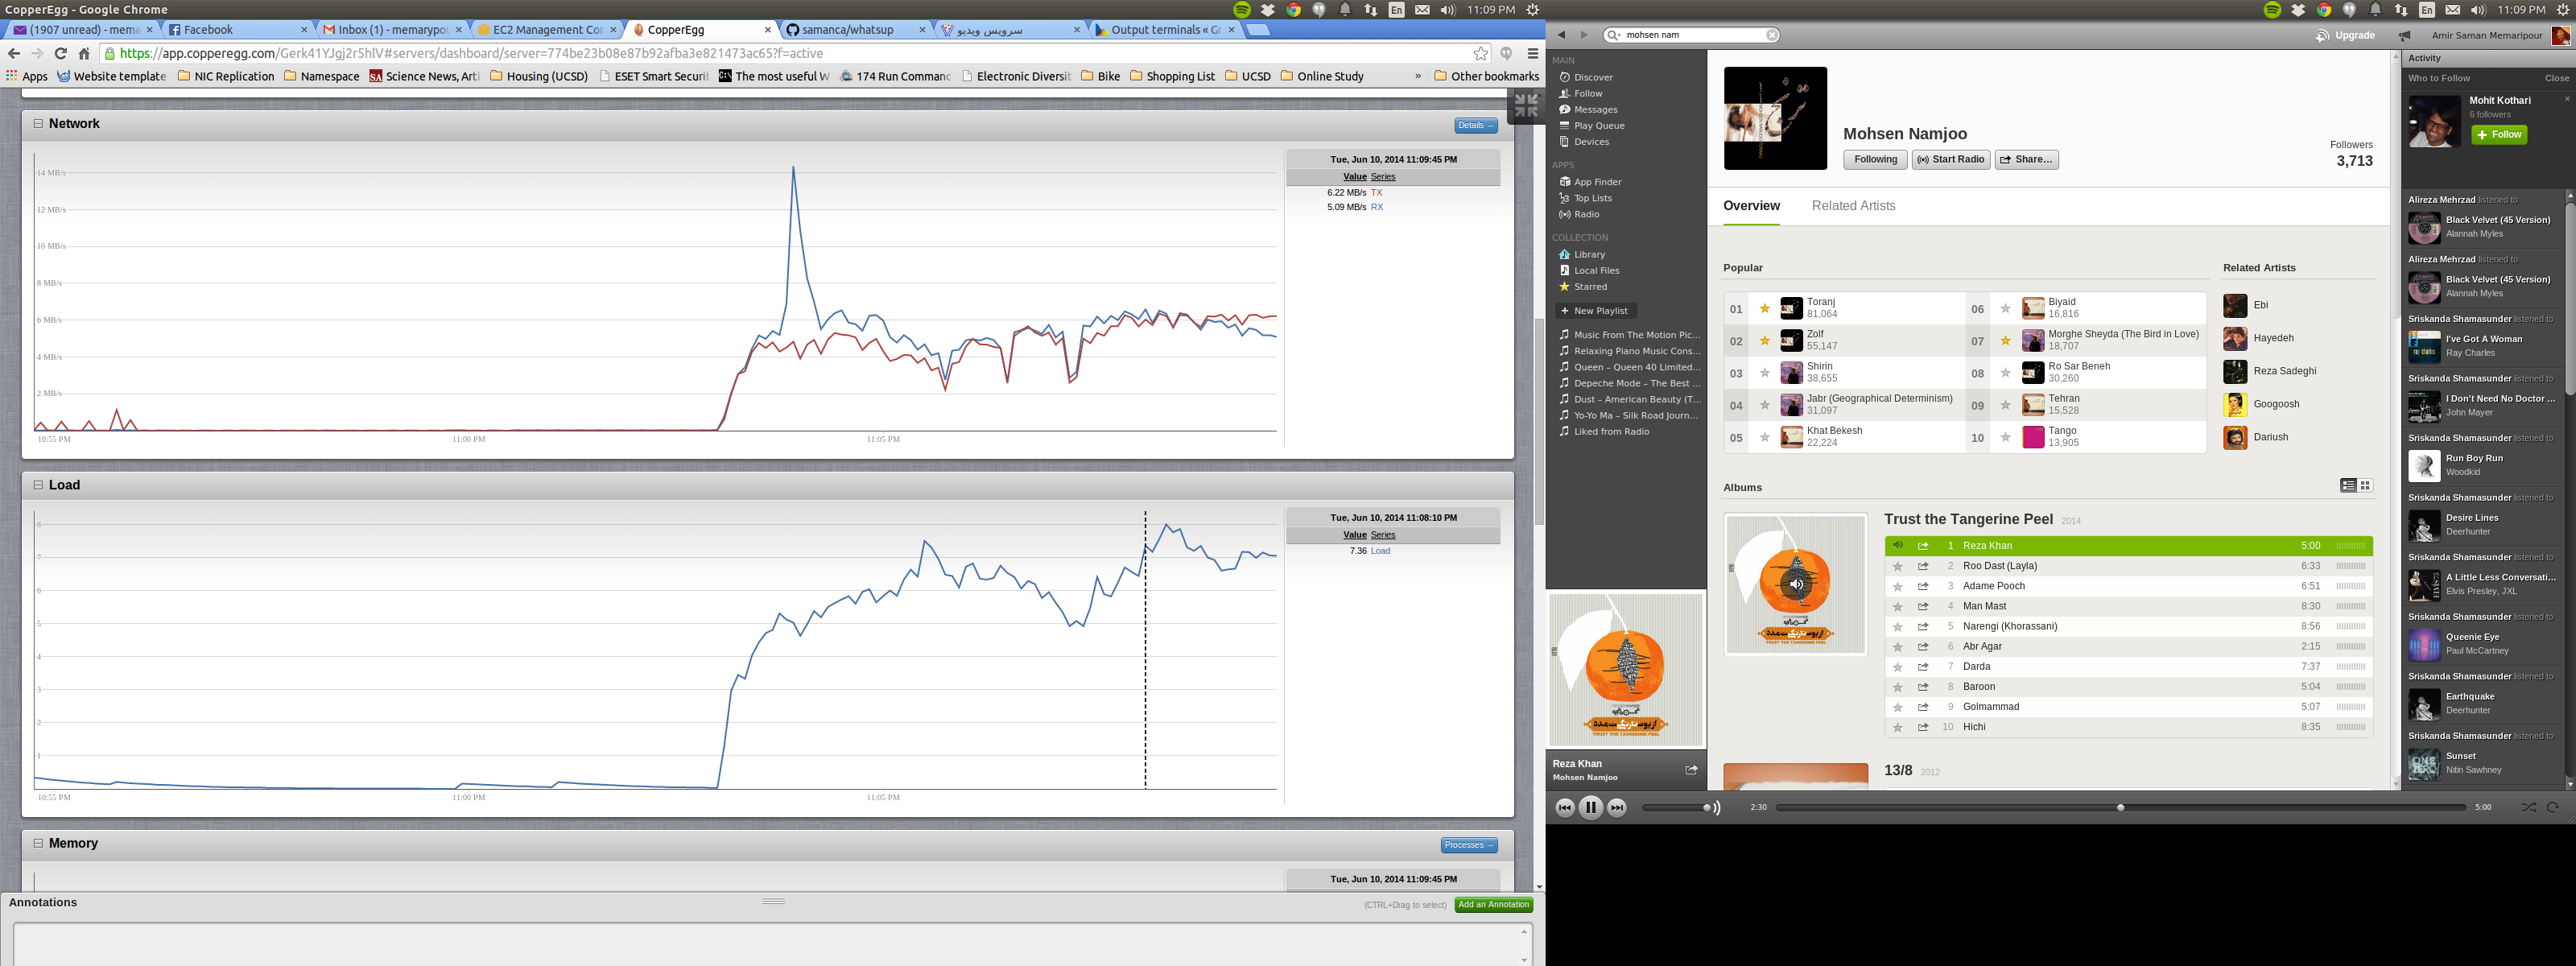 CopperEgg - Google Chrome
En
11:09 PM
(1907 unread) - mema
Facebook
Inbox (1) - memarypou
EC2 Management Con
CopperEgg
samanca/whatsup
سرویس ویدیو
Output terminals « Gr
https://app.copperegg.com/Gerk41YJgj2r5hlV#servers/dashboard/server=774be23b08e87b92afba3e821473ac65?f=active
Apps
Website template
NIC Replication
Namespace
Science News, Arti
Housing (UCSD)
ESET Smart Securit
The most useful W
174 Run Commanc
Electronic Diversit
Bike
Shopping List
UCSD
Online Study
»
Other bookmarks
Network
Details →
14 MB/s
12 MB/s
10 MB/s
8 MB/s
6 MB/s
4 MB/s
2 MB/s
10:55 PM
11:00 PM
11:05 PM
Tue, Jun 10, 2014 11:09:45 PM
Value Series
6.22 MB/s TX
5.09 MB/s RX
Load
8
7
6
5
4
3
2
1
10:55 PM
11:00 PM
11:05 PM
Tue, Jun 10, 2014 11:08:10 PM
Value Series
7.36 Load
Memory
Processes →
Tue, Jun 10, 2014 11:09:45 PM
Annotations
(CTRL+Drag to select)
Add an Annotation
En
11:09 PM
mohsen nam
Upgrade
Amir Saman Memaripour
MAIN
Discover
Follow
Messages
Play Queue
Devices
APPS
App Finder
Top Lists
Radio
COLLECTION
Library
Local Files
Starred
+ New Playlist
Music From The Motion Pic...
Relaxing Piano Music Cons...
Queen – Queen 40 Limited...
Depeche Mode – The Best ...
Dust – American Beauty (T...
Yo-Yo Ma – Silk Road Journ...
Liked from Radio
TRUST THE TANGERINE PEEL
Reza Khan
Mohsen Namjoo
Mohsen Namjoo
Following
Start Radio
Share...
Followers
3,713
Overview
Related Artists
Popular
01
Toranj
81,064
02
Zolf
55,147
03
Shirin
38,655
04
Jabr (Geographical Determinism)
31,097
05
Khat Bekesh
22,224
06
Biyaid
16,816
07
Morghe Sheyda (The Bird in Love)
18,707
08
Ro Sar Beneh
30,260
09
Tehran
15,528
10
Tango
13,905
Related Artists
Ebi
Hayedeh
Reza Sadeghi
Googoosh
Dariush
Albums
TRUST THE TANGERINE PEEL
Trust the Tangerine Peel 2014
1 Reza Khan 5:00
2 Roo Dast (Layla) 6:33
3 Adame Pooch 6:51
4 Man Mast 8:30
5 Narengi (Khorassani) 8:56
6 Abr Agar 2:15
7 Darda 7:37
8 Baroon 5:04
9 Golmammad 5:07
10 Hichi 8:35
13/8 2012
2:30
5:00
Activity
Who to Follow
Close
Mohit Kothari
6 followers
Follow
Alireza Mehrzad listened to
Black Velvet (45 Version)
Alannah Myles
Alireza Mehrzad listened to
Black Velvet (45 Version)
Alannah Myles
Sriskanda Shamasunder listened to
I've Got A Woman
Ray Charles
Sriskanda Shamasunder listened to
I Don't Need No Doctor ...
John Mayer
Sriskanda Shamasunder listened to
Run Boy Run
Woodkid
Sriskanda Shamasunder listened to
Desire Lines
Deerhunter
Sriskanda Shamasunder listened to
A Little Less Conversati...
Elvis Presley, JXL
Sriskanda Shamasunder listened to
Queenie Eye
Paul McCartney
Sriskanda Shamasunder listened to
Earthquake
Deerhunter
Sriskanda Shamasunder listened to
Sunset
Nitin Sawhney